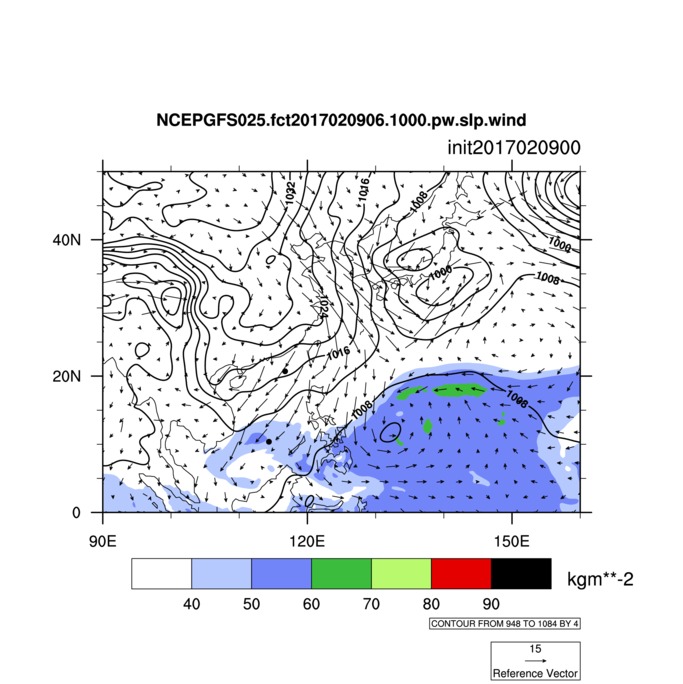 NCEPGFS025.fct2017020906.1000.pw.slp.wind
init2017020900
1032
1016
1008
40N
1000
1000
1008
1024
1016
20N
1008
1008
0
0
90E
120E
150E
kgm**-2
40
50
60
70
80
90
CONTOUR FROM 948 TO 1084 BY 4
15
Reference Vector